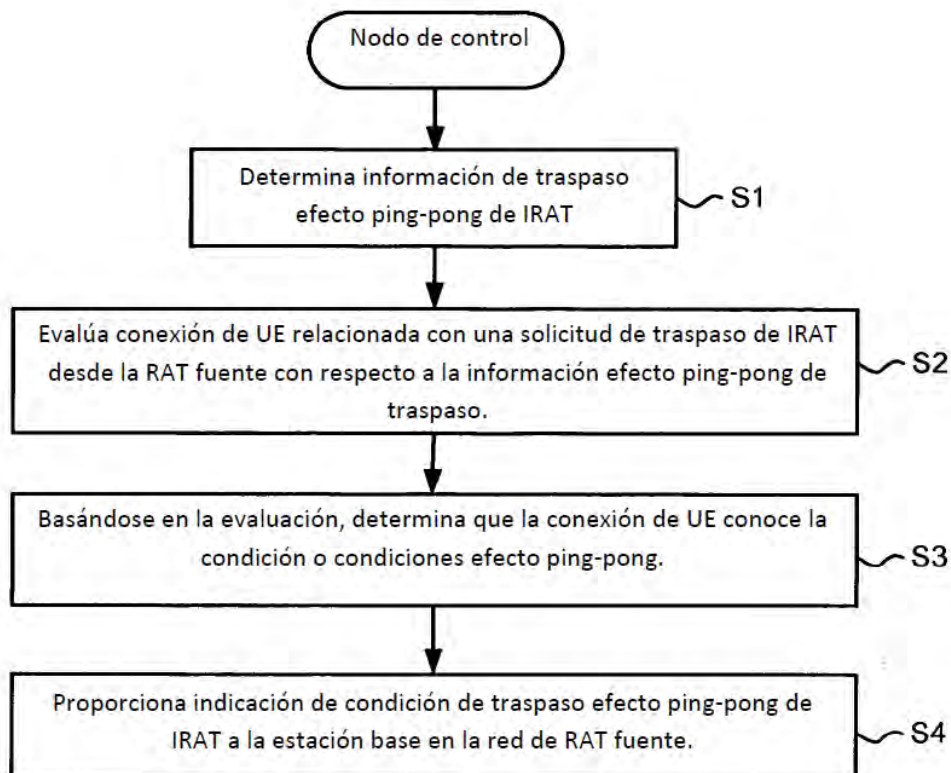 Nodo de control
Determina información de traspaso
efecto ping-pong de IRAT
S1
Evalúa conexión de UE relacionada con una solicitud de traspaso de IRAT
desde la RAT fuente con respecto a la información efecto ping-pong de
traspaso.
S2
Basándose en la evaluación, determina que la conexión de UE conoce la
condición o condiciones efecto ping-pong.
S3
Proporciona indicación de condición de traspaso efecto ping-pong de
IRAT a la estación base en la red de RAT fuente.
S4